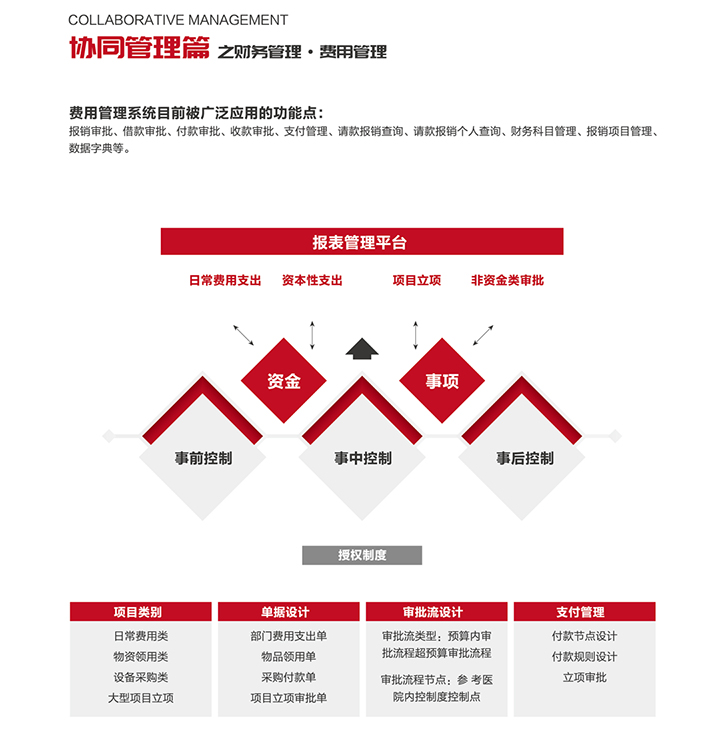 COLLABORATIVE MANAGEMENT
协同管理篇 之财务管理·费用管理
费用管理系统目前被广泛应用的功能点：
报销审批、借款审批、付款审批、收款审批、支付管理、请款报销查询、请款报销个人查询、财务科目管理、报销项目管理、
数据字典等。
报表管理平台
日常费用支出 资本性支出 项目立项 非资金类审批
资金 事项
事前控制 事中控制 事后控制
授权制度
项目类别 单据设计 审批流设计 支付管理
日常费用类 部门费用支出单 审批流类型：预算内审 付款节点设计
物资领用类 物品领用单 批流程超预算审批流程 付款规则设计
设备采购类 采购付款单 审批流程节点：参 考医 立项审批
大型项目立项 项目立项审批单 院内控制度控制点